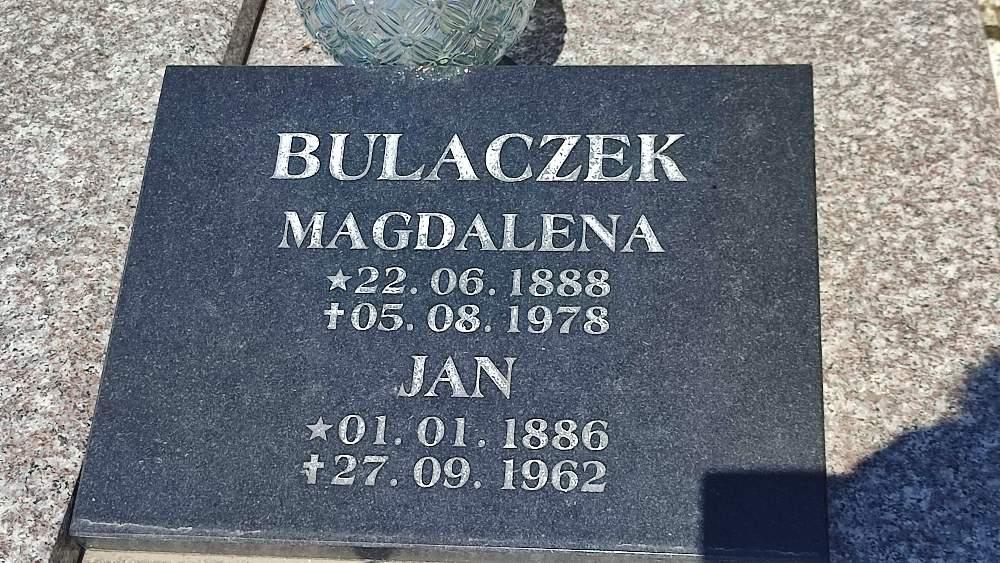 BULACZEK
MAGDALENA
★22. 06. 1888
✝05. 08. 1978
JAN
★01. 01. 1886
✝27. 09. 1962